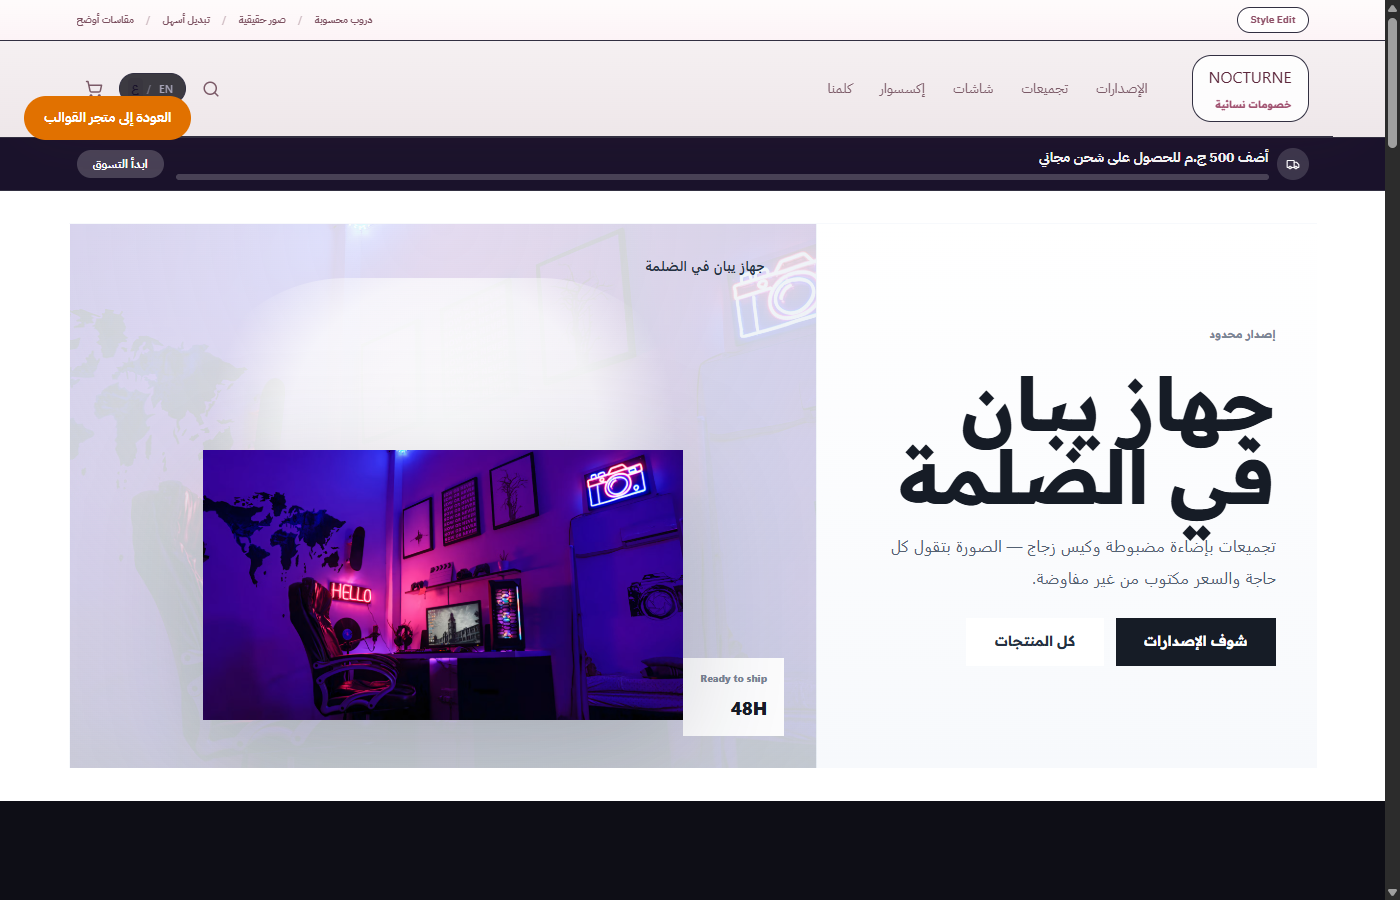 Style Edit
دروب محسوبة / صور حقيقية / تبديل أسهل / مقاسات أوضح
NOCTURNE
خصومات نسائية
الإصدارات
تجميعات
شاشات
إكسسوار
كلمنا
EN / ع
العودة إلى متجر القوالب
أضف 500 ج.م للحصول على شحن مجاني
ابدأ التسوق
إصدار محدود
جهاز يبان
في الضلمة
تجميعات بإضاءة مضبوطة وكيس زجاج — الصورة بتقول كل
حاجة والسعر مكتوب من غير مفاوضة.
شوف الإصدارات
كل المنتجات
جهاز يبان في الضلمة
HELLO
Ready to ship
48H